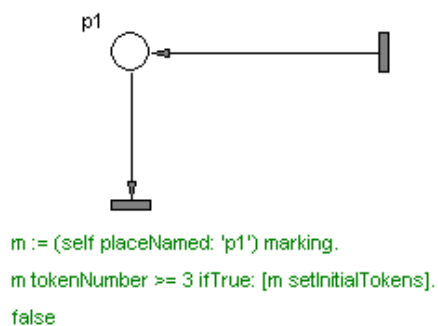 p1
m := (self placeNamed: 'p1') marking.
m tokenNumber >= 3 ifTrue: [m setInitialTokens].
false